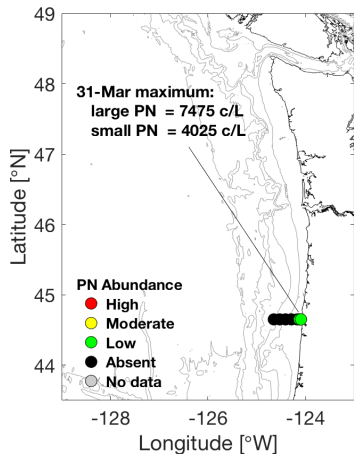 49
48
47
46
45
44
Latitude [°N]
31-Mar maximum:
large PN = 7475 c/L
small PN = 4025 c/L
PN Abundance
High
Moderate
Low
Absent
No data
-128
-126
-124
-122
Longitude [°W]